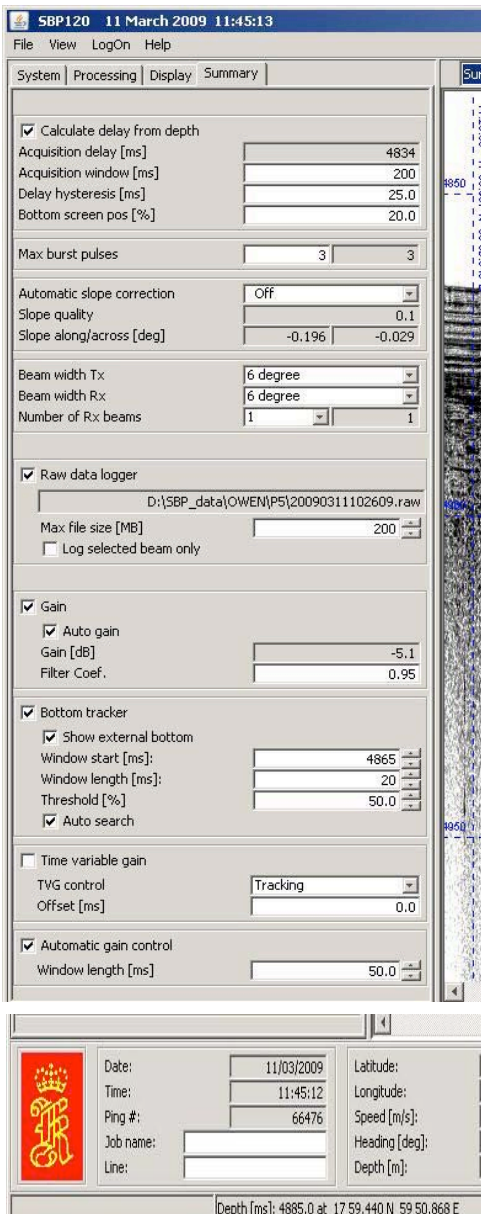 SBP120 11 March 2009 11:45:13
File View LogOn Help
System Processing Display Summary
Calculate delay from depth
Acquisition delay [ms] 4834
Acquisition window [ms] 200
Delay hysteresis [ms] 25.0
Bottom screen pos [%] 20.0
Max burst pulses 3 3
Automatic slope correction Off
Slope quality 0.1
Slope along/across [deg] -0.196 -0.029
Beam width Tx 6 degree
Beam width Rx 6 degree
Number of Rx beams 1 1
Raw data logger
D:\SBP_data\OWEN\P5\20090311102609.raw
Max file size [MB] 200
Log selected beam only
Gain
Auto gain
Gain [dB] -5.1
Filter Coef. 0.95
Bottom tracker
Show external bottom
Window start [ms]: 4865
Window length [ms]: 20
Threshold [%] 50.0
Auto search
Time variable gain
TVG control Tracking
Offset [ms] 0.0
Automatic gain control
Window length [ms] 50.0
4850
4950
Date: 11/03/2009
Time: 11:45:12
Ping #: 66476
Job name:
Line:
Latitude:
Longitude:
Speed [m/s]:
Heading [deg]:
Depth [m]:
Depth [ms]: 4885.0 at 17 59.440 N 59 50.868 E